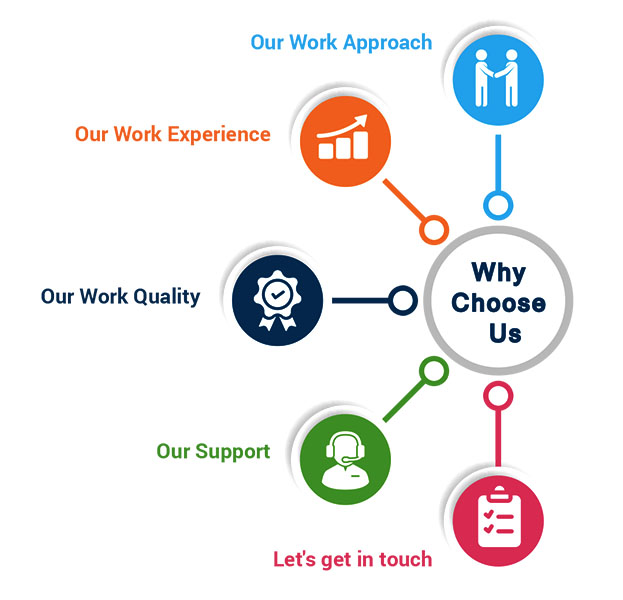 Our Work Approach
Our Work Experience
Why
Choose
Us
Our Work Quality
Our Support
Let's get in touch